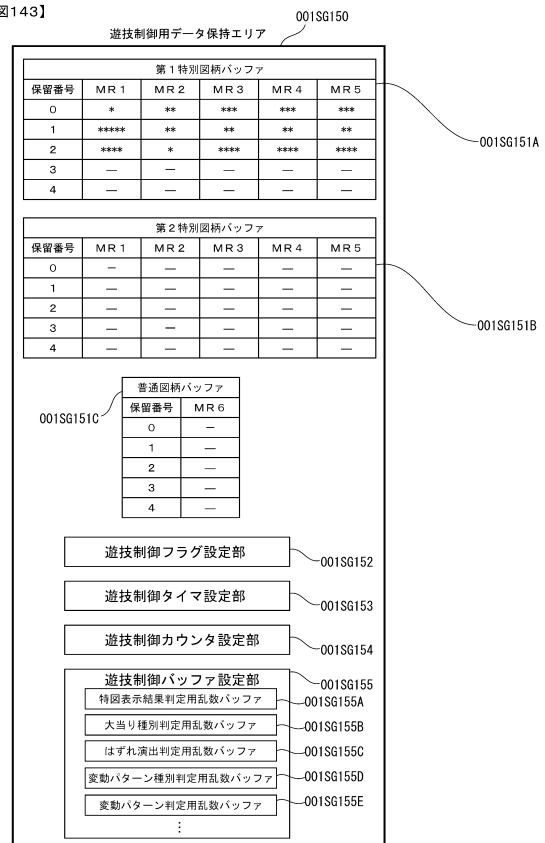 図143】
001SG150
遊技制御用データ保持エリア
第1特別図柄バッファ
保留番号 MR1 MR2 MR3 MR4 MR5
0 * ** *** *** ***
1 ***** ** ** ** **
2 **** * **** **** ****
3 — — — — —
4 — — — — —
001SG151A
第2特別図柄バッファ
保留番号 MR1 MR2 MR3 MR4 MR5
0 — — — — —
1 — — — — —
2 — — — — —
3 — — — — —
4 — — — — —
001SG151B
普通図柄バッファ
保留番号 MR6
0 —
1 —
2 —
3 —
4 —
001SG151C
遊技制御フラグ設定部
001SG152
遊技制御タイマ設定部
001SG153
遊技制御カウンタ設定部
001SG154
遊技制御バッファ設定部
001SG155
特図表示結果判定用乱数バッファ
001SG155A
大当り種別判定用乱数バッファ
001SG155B
はずれ演出判定用乱数バッファ
001SG155C
変動パターン種別判定用乱数バッファ
001SG155D
変動パターン判定用乱数バッファ
001SG155E
⋮